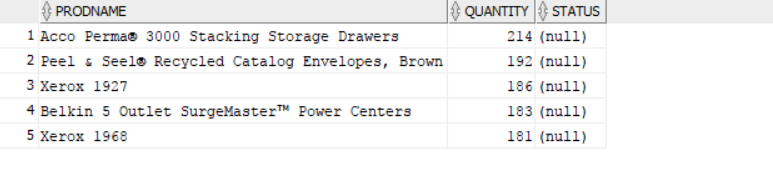 PRODNAME QUANTITY STATUS
1 Acco Perma® 3000 Stacking Storage Drawers 214 (null)
2 Peel & Seel® Recycled Catalog Envelopes, Brown 192 (null)
3 Xerox 1927 186 (null)
4 Belkin 5 Outlet SurgeMaster™ Power Centers 183 (null)
5 Xerox 1968 181 (null)